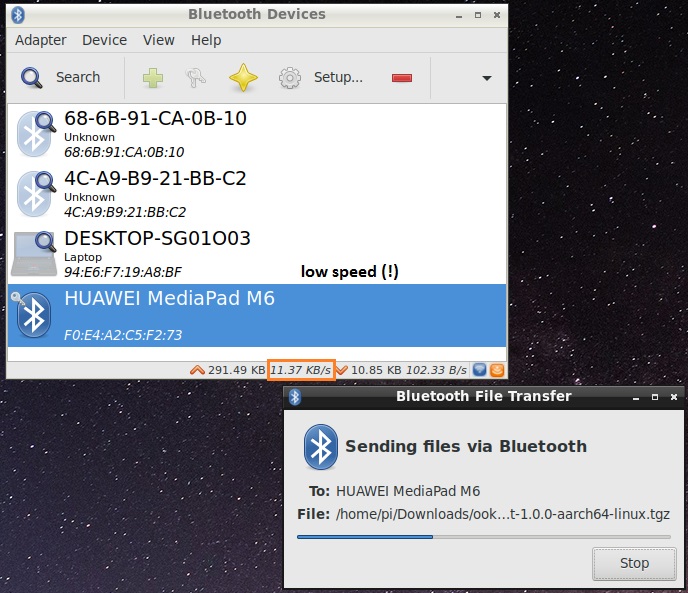 Bluetooth Devices
Adapter Device View Help
Search Setup...
68-6B-91-CA-0B-10
Unknown
68:6B:91:CA:0B:10
4C-A9-B9-21-BB-C2
Unknown
4C:A9:B9:21:BB:C2
DESKTOP-SG01O03
Laptop
94:E6:F7:19:A8:BF
low speed (!)
HUAWEI MediaPad M6
F0:E4:A2:C5:F2:73
291.49 KB 11.37 KB/s 10.85 KB 102.33 B/s
Bluetooth File Transfer
Sending files via Bluetooth
To: HUAWEI MediaPad M6
File: /home/pi/Downloads/ook...t-1.0.0-aarch64-linux.tgz
Stop